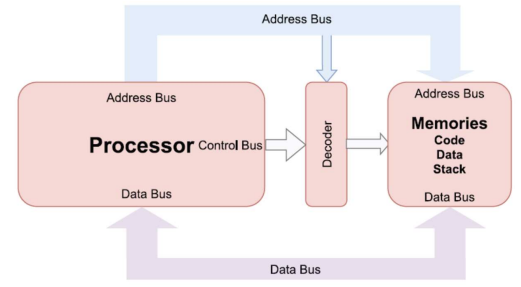 Address Bus
Address Bus
Processor
Control Bus
Data Bus
Decoder
Address Bus
Memories
Code
Data
Stack
Data Bus
Data Bus